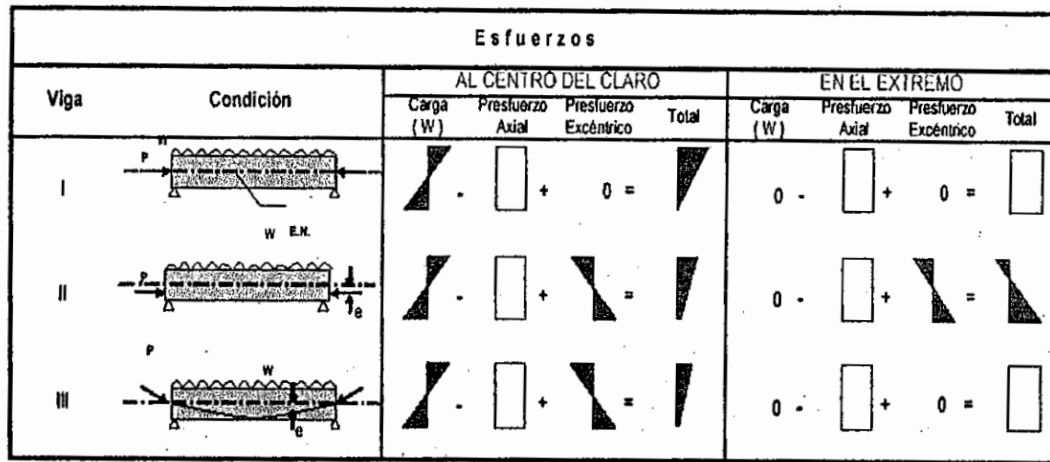 Esfuerzos
Viga Condición AL CENTRO DEL CLARO EN EL EXTREMO
Carga (W) Presfuerzo Axial Presfuerzo Excéntrico Total Carga (W) Presfuerzo Axial Presfuerzo Excéntrico Total
W
P
I - + 0 = 0 - + 0 =
W E.N.
P
II - + = 0 - + =
e
P
W
III - + = 0 - + 0 =
e